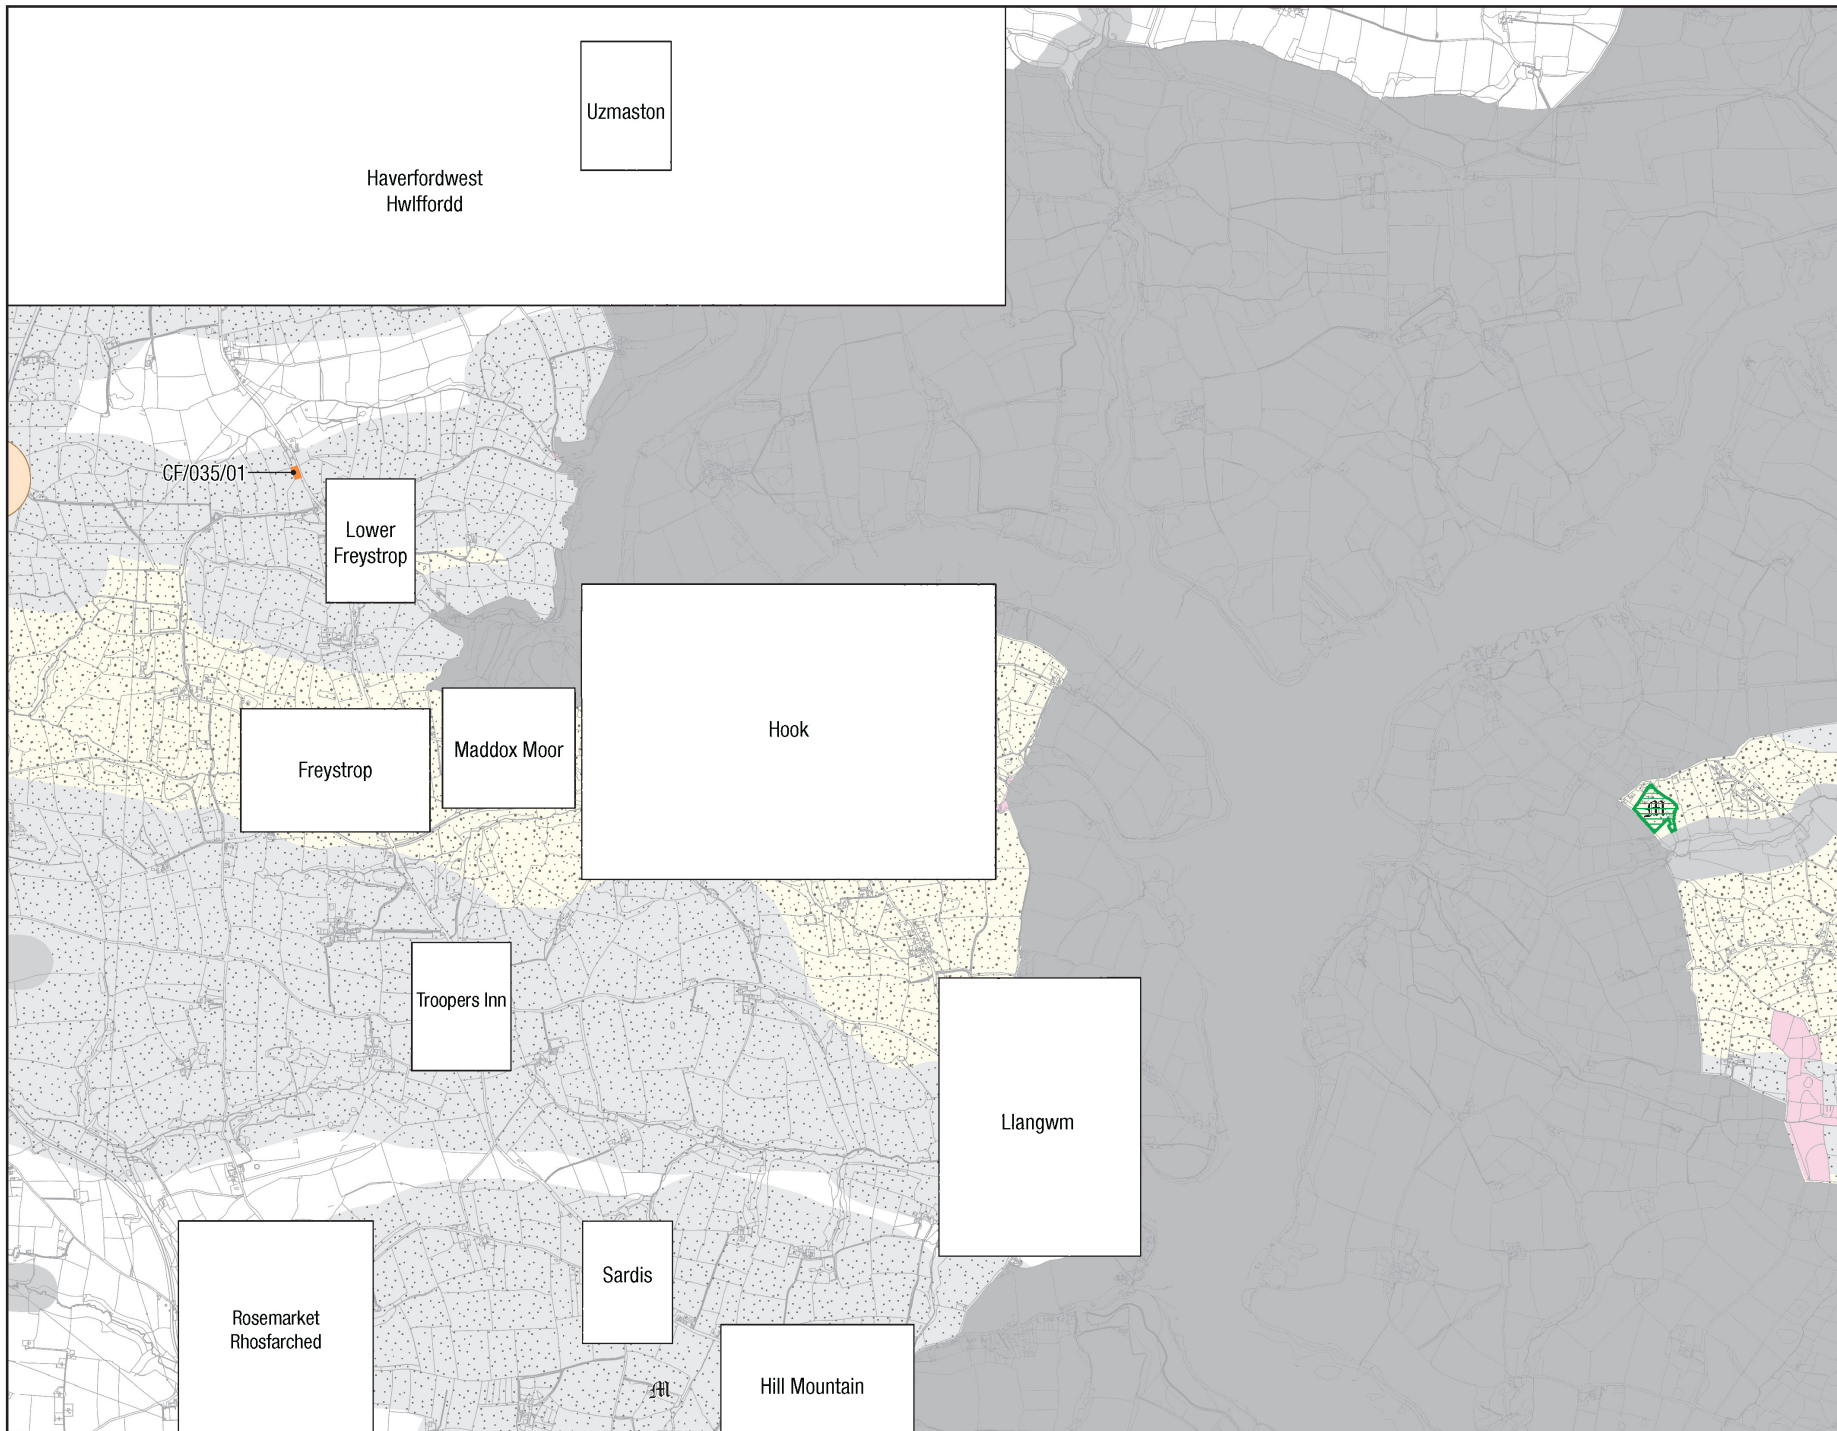 Uzmaston
Haverfordwest
Hwlffordd
CF/035/01
Lower
Freystrop
Hook
Maddox Moor
Freystrop
M
Troopers Inn
Llangwm
Sardis
Rosemarket
Rhosfarched
Hill Mountain
M